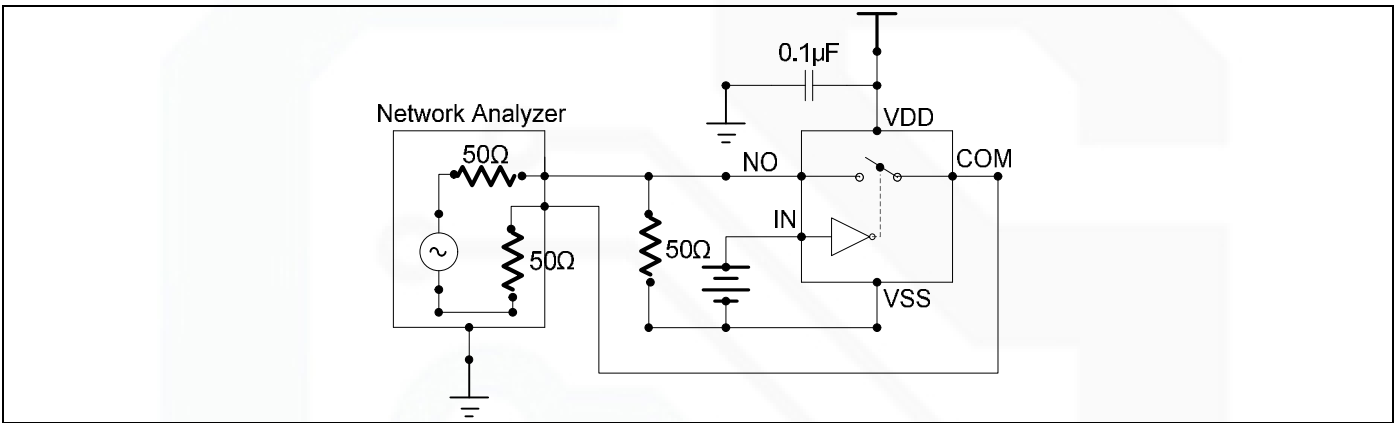 0.1µF
VDD
Network Analyzer
50Ω
NO
COM
IN
50Ω
50Ω
VSS